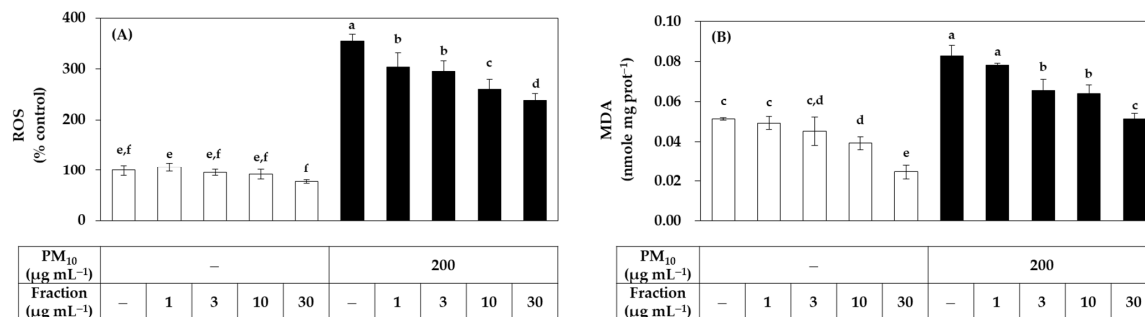 (A)
ROS
(% control)
400
300
200
100
0
e,f
e
e,f
e,f
f
a
b
b
c
d
PM₁₀
(µg mL⁻¹)
–
200
Fraction
(µg mL⁻¹)
– 1 3 10 30 – 1 3 10 30
(B)
MDA
(nmole mg prot⁻¹)
0.10
0.08
0.06
0.04
0.02
0.00
c
c
c,d
d
e
a
a
b
b
c
PM₁₀
(µg mL⁻¹)
–
200
Fraction
(µg mL⁻¹)
– 1 3 10 30 – 1 3 10 30